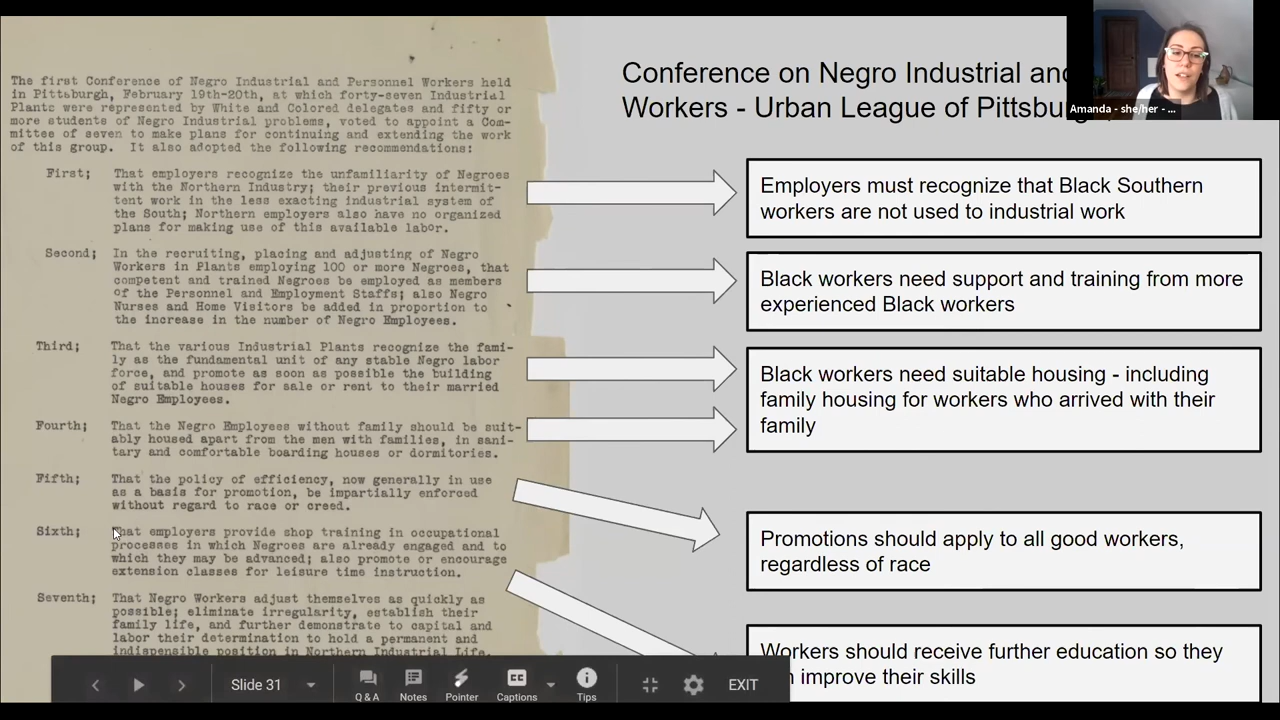 The first Conference of Negro Industrial and Personnel Workers held
in Pittsburgh, February 19th-20th, at which forty-seven Industrial
Plants were represented by White and Colored delegates and fifty or
more students of Negro Industrial problems, voted to appoint a Com-
mittee of seven to make plans for continuing and extending the work
of this group. It also adopted the following recommendations:
First; That employers recognize the unfamiliarity of Negroes
with the Northern Industry; their previous intermit-
tent work in the less exacting industrial system of
the South; Northern employers also have no organized
plans for making use of this available labor.
Second; In the recruiting, placing and adjusting of Negro
Workers in Plants employing 100 or more Negroes, that
competent and trained Negroes be employed as members
of the Personnel and Employment Staffs; also Negro
Nurses and Home Visitors be added in proportion to
the increase in the number of Negro Employees.
Third; That the various Industrial Plants recognize the fami-
ly as the fundamental unit of any stable Negro labor
force, and promote as soon as possible the building
of suitable houses for sale or rent to their married
Negro Employees.
Fourth; That the Negro Employees without family should be suit-
ably housed apart from the men with families, in sani-
tary and comfortable boarding houses or dormitories.
Fifth; That the policy of efficiency, now generally in use
as a basis for promotion, be impartially enforced
without regard to race or creed.
Sixth; That employers provide shop training in occupational
processes in which Negroes are already engaged and to
which they may be advanced; also promote or encourage
extension classes for leisure time instruction.
Seventh; That Negro Workers adjust themselves as quickly as
possible; eliminate irregularity, establish their
family life, and further demonstrate to capital and
labor their determination to hold a permanent and
indispensible position in Northern Industrial Life.
Conference on Negro Industrial and
Workers - Urban League of
Employers must recognize that Black Southern
workers are not used to industrial work
Black workers need support and training from more
experienced Black workers
Black workers need suitable housing - including
family housing for workers who arrived with their
family
Promotions should apply to all good workers,
regardless of race
Workers should receive further education so they
improve their skills
Amanda - she/her - ...
Slide 31
Q & A
Notes
Pointer
CC
Captions
Tips
EXIT